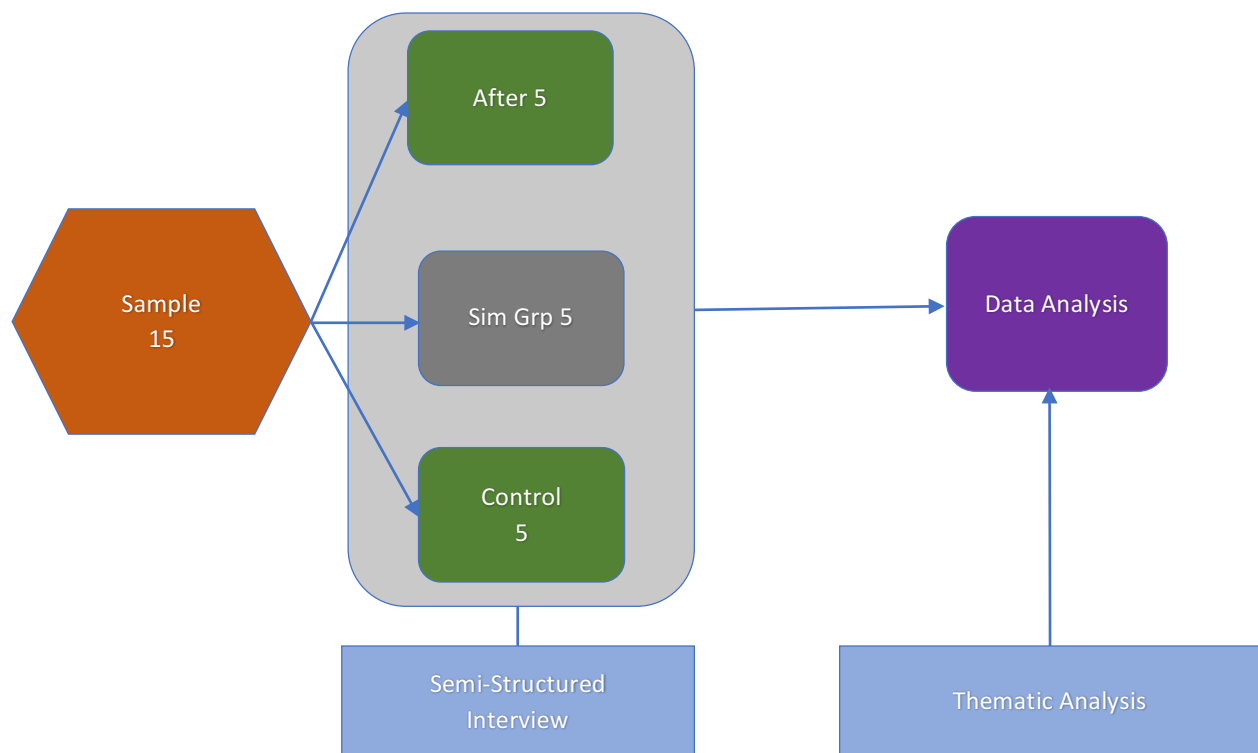 After 5
Sample
15
Sim Grp 5
Data Analysis
Control
5
Semi-Structured
Interview
Thematic Analysis